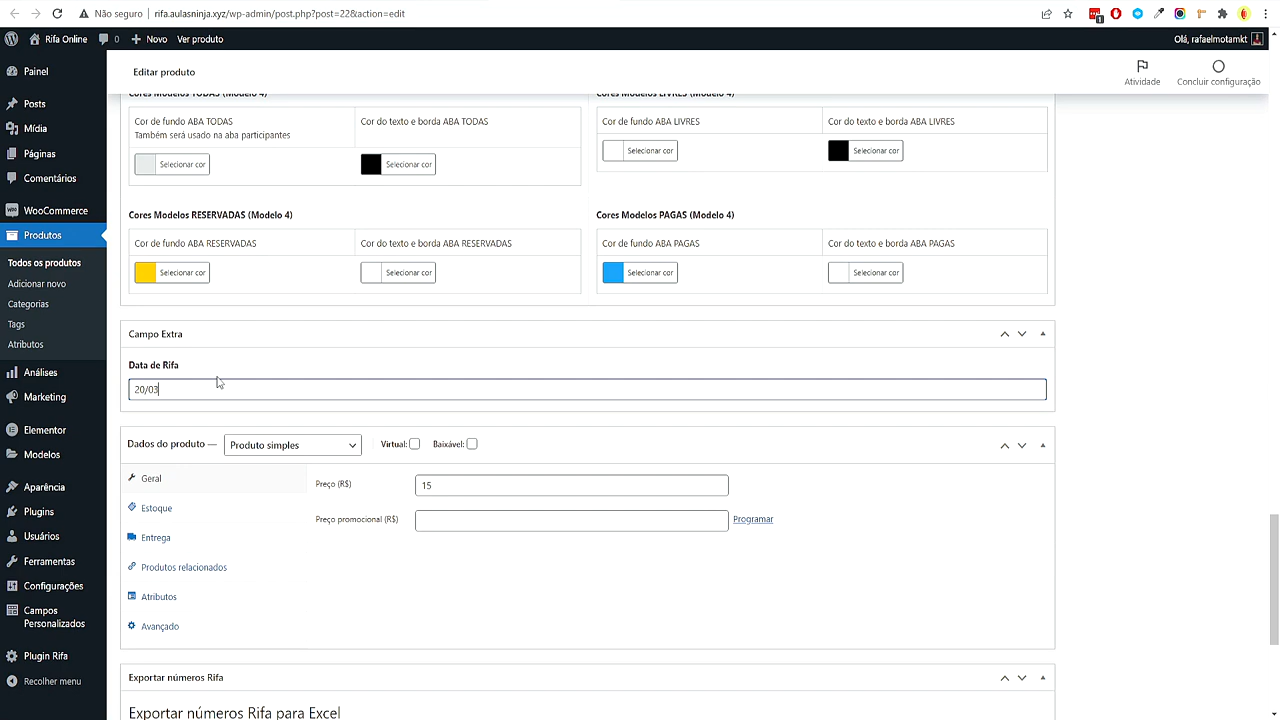 Não seguro
rifa.aulasninja.xyz/wp-admin/post.php?post=22&action=edit
1
Rifa Online
0
Novo
Ver produto
Olá, rafaelmotamkt
Painel
Posts
Mídia
Páginas
Comentários
WooCommerce
Produtos
Todos os produtos
Adicionar novo
Categorias
Tags
Atributos
Análises
Marketing
Elementor
Modelos
Aparência
Plugins
Usuários
Ferramentas
Configurações
Campos
Personalizados
Plugin Rifa
Recolher menu
Editar produto
Atividade
Concluir configuração
Cores Modelos TODAS (Modelo 4)
Cor de fundo ABA TODAS
Também será usado na aba participantes
Cor do texto e borda ABA TODAS
Selecionar cor
Selecionar cor
Cores Modelos LIVRES (Modelo 4)
Cor de fundo ABA LIVRES
Cor do texto e borda ABA LIVRES
Selecionar cor
Selecionar cor
Cores Modelos RESERVADAS (Modelo 4)
Cor de fundo ABA RESERVADAS
Cor do texto e borda ABA RESERVADAS
Selecionar cor
Selecionar cor
Cores Modelos PAGAS (Modelo 4)
Cor de fundo ABA PAGAS
Cor do texto e borda ABA PAGAS
Selecionar cor
Selecionar cor
Campo Extra
Data de Rifa
20/03
Dados do produto —
Produto simples
Virtual:
Baixável:
Geral
Estoque
Entrega
Produtos relacionados
Atributos
Avançado
Preço (R$)
15
Preço promocional (R$)
Programar
Exportar números Rifa
Exportar números Rifa para Excel